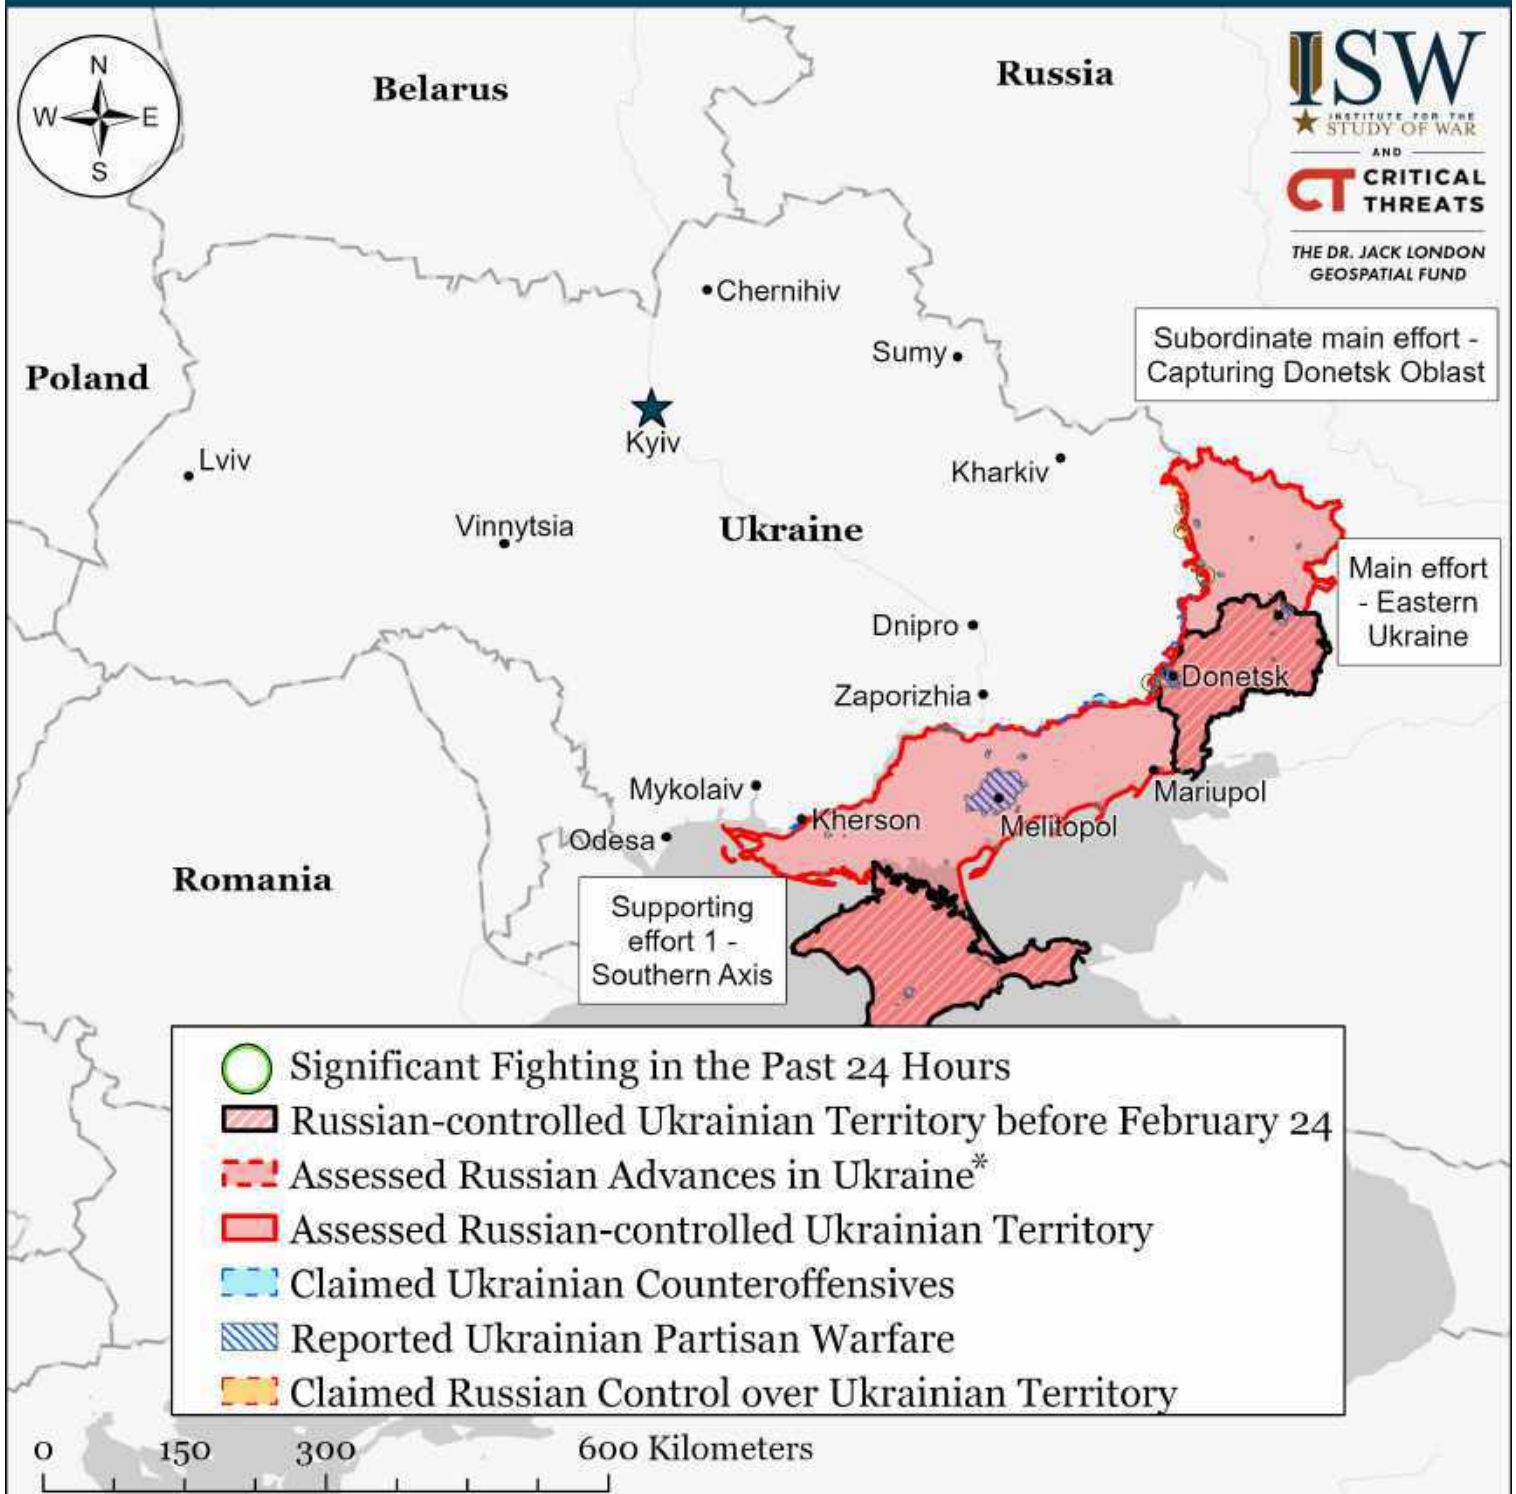 N
W
E
S
Belarus
Russia
ISW
INSTITUTE FOR THE
STUDY OF WAR
AND
CT CRITICAL
THREATS
THE DR. JACK LONDON
GEOSPATIAL FUND
Chernihiv
Subordinate main effort -
Capturing Donetsk Oblast
Sumy
Poland
Kyiv
Lviv
Kharkiv
Vinnytsia
Ukraine
Main effort
- Eastern
Ukraine
Dnipro
Donetsk
Zaporizhia
Mykolaiv
Mariupol
Kherson
Melitopol
Odesa
Romania
Supporting
effort 1 -
Southern Axis
Significant Fighting in the Past 24 Hours
Russian-controlled Ukrainian Territory before February 24
Assessed Russian Advances in Ukraine*
Assessed Russian-controlled Ukrainian Territory
Claimed Ukrainian Counteroffensives
Reported Ukrainian Partisan Warfare
Claimed Russian Control over Ukrainian Territory
0 150 300 600 Kilometers